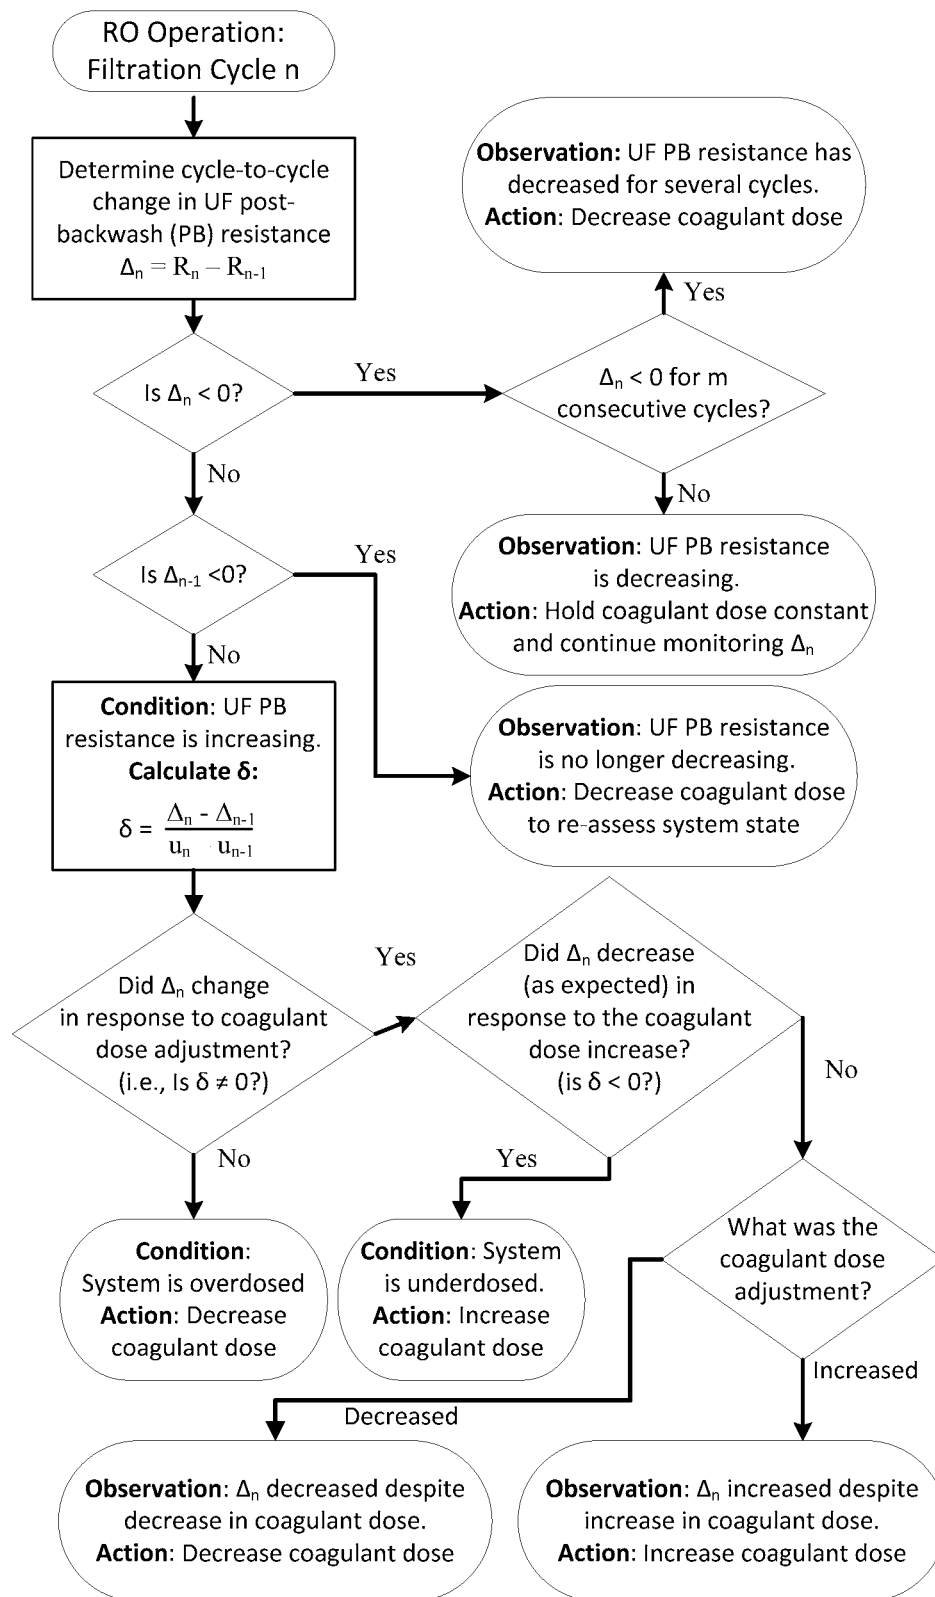 RO Operation:
Filtration Cycle n
Determine cycle-to-cycle
change in UF post-
backwash (PB) resistance
Δn = Rn – Rn-1
Is Δn < 0?
Yes
Δn < 0 for m
consecutive cycles?
Yes
Observation: UF PB resistance has
decreased for several cycles.
Action: Decrease coagulant dose
No
Observation: UF PB resistance
is decreasing.
Action: Hold coagulant dose constant
and continue monitoring Δn
No
Is Δn-1 <0?
Yes
Observation: UF PB resistance
is no longer decreasing.
Action: Decrease coagulant dose
to re-assess system state
No
Condition: UF PB
resistance is increasing.
Calculate δ:
δ = Δn - Δn-1
un un-1
Did Δn change
in response to coagulant
dose adjustment?
(i.e., Is δ ≠ 0?)
Yes
Did Δn decrease
(as expected) in
response to the coagulant
dose increase?
(is δ < 0?)
No
No
Condition:
System is overdosed
Action: Decrease
coagulant dose
Yes
Condition: System
is underdosed.
Action: Increase
coagulant dose
What was the
coagulant dose
adjustment?
Increased
Decreased
Observation: Δn decreased despite
decrease in coagulant dose.
Action: Decrease coagulant dose
Observation: Δn increased despite
increase in coagulant dose.
Action: Increase coagulant dose